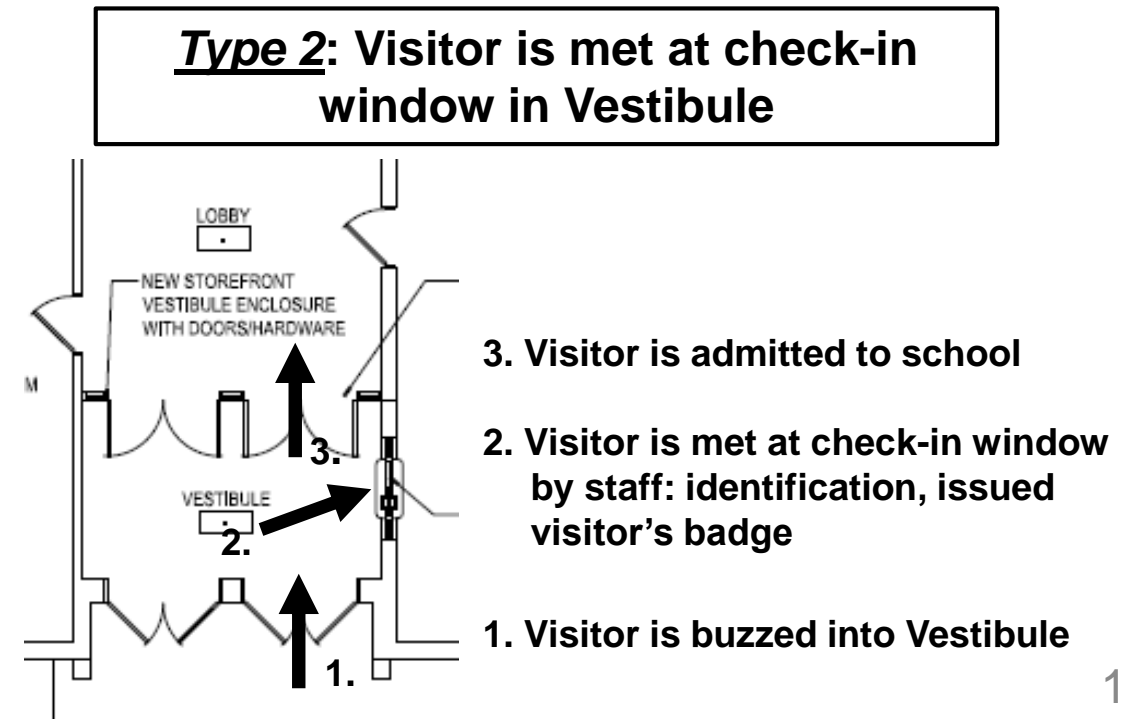 Type 2: Visitor is met at check-in
window in Vestibule
LOBBY
NEW STOREFRONT
VESTIBULE ENCLOSURE
WITH DOORS/HARDWARE
M
3.
VESTIBULE
2.
1.
3. Visitor is admitted to school
2. Visitor is met at check-in window
by staff: identification, issued
visitor’s badge
1. Visitor is buzzed into Vestibule
1